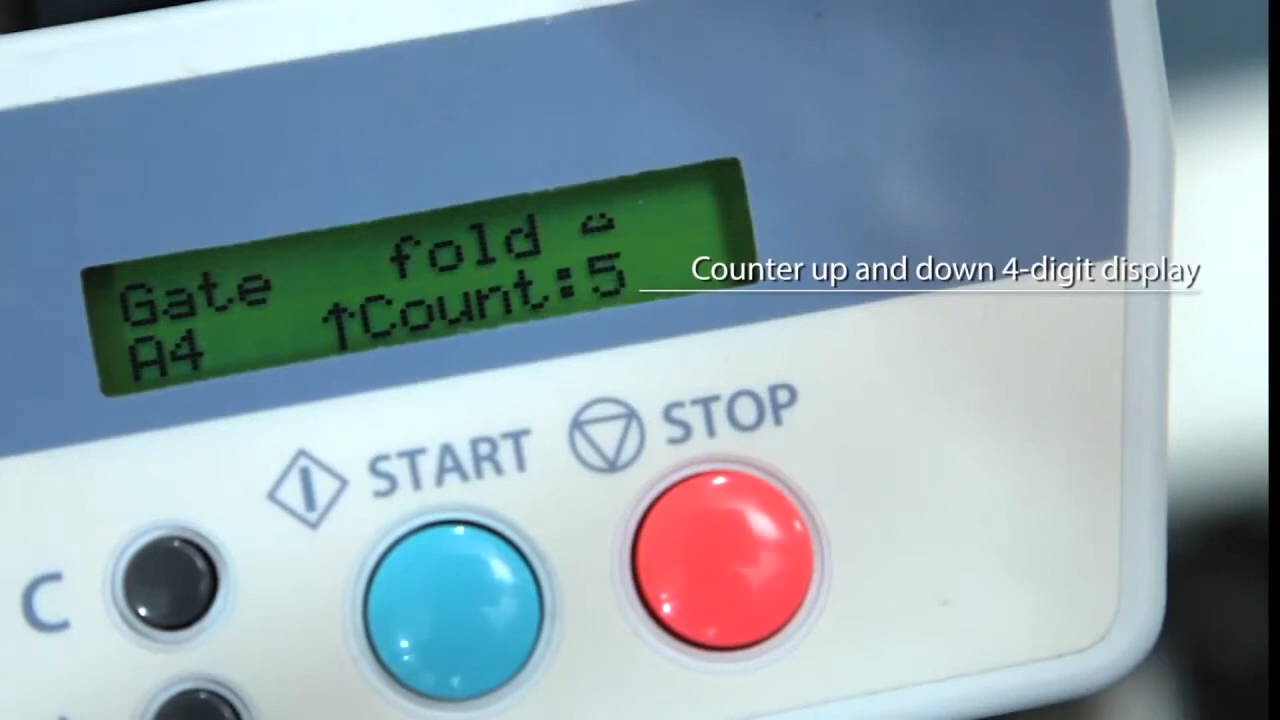 Gate fold
A4 ↑Count:5
Counter up and down 4-digit display
START STOP
C